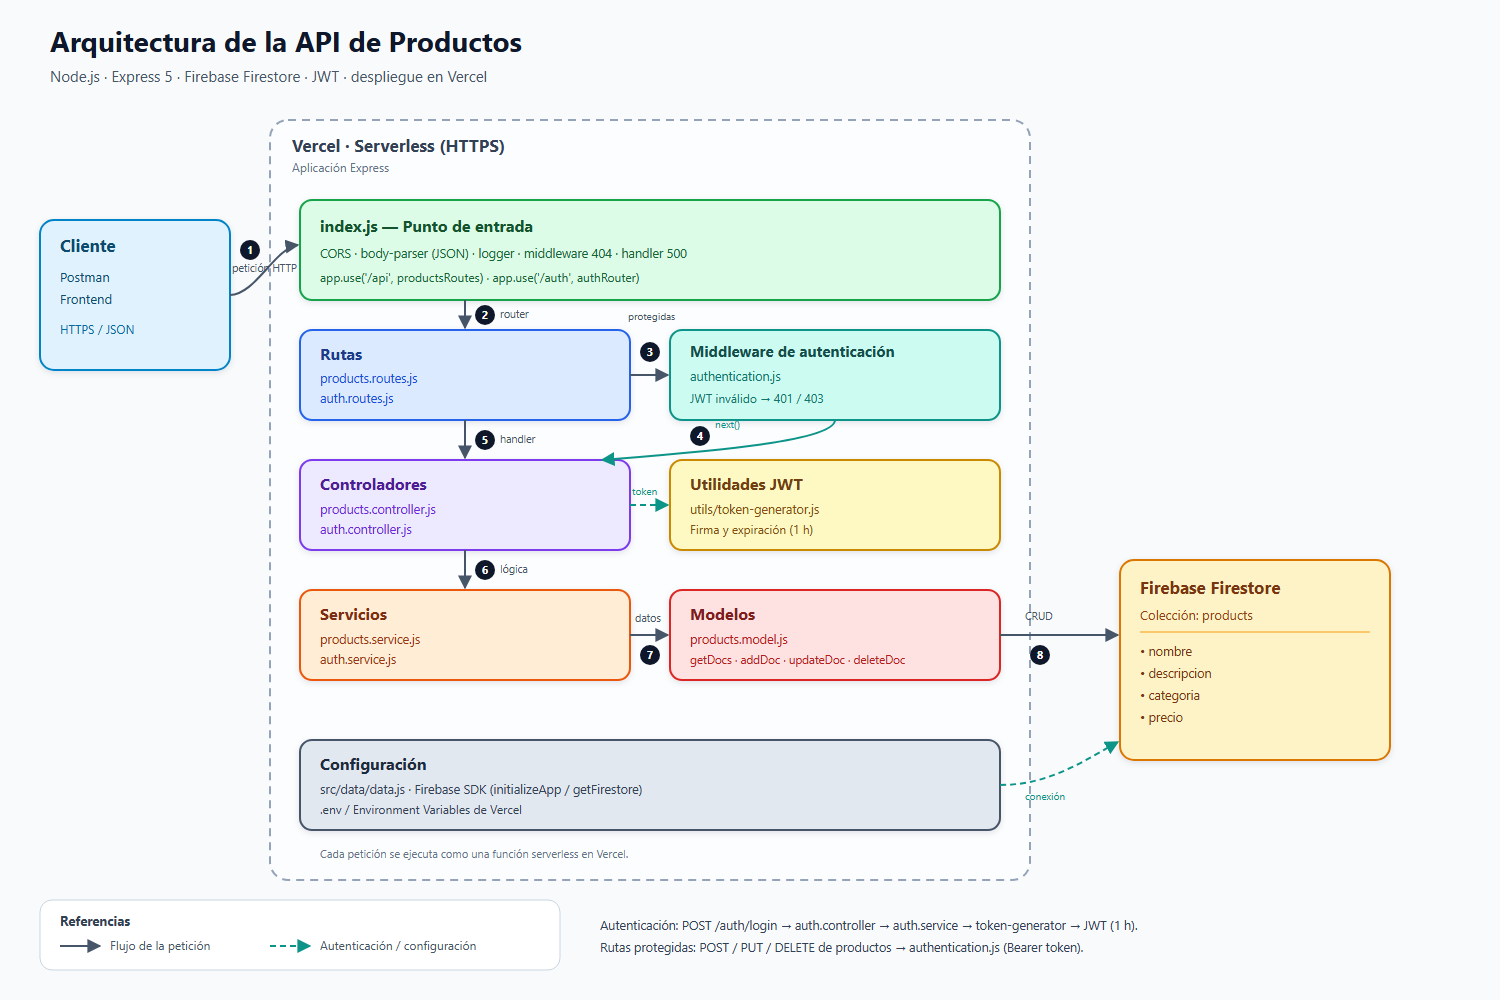 Arquitectura de la API de Productos
Node.js · Express 5 · Firebase Firestore · JWT · despliegue en Vercel
Vercel · Serverless (HTTPS)
Aplicación Express
Cliente
Postman
Frontend
HTTPS / JSON
1
petición HTTP
index.js — Punto de entrada
CORS · body-parser (JSON) · logger · middleware 404 · handler 500
app.use('/api', productsRoutes) · app.use('/auth', authRouter)
2 router
protegidas
Rutas
products.routes.js
auth.routes.js
3
Middleware de autenticación
authentication.js
JWT inválido → 401 / 403
next()
4
5 handler
Controladores
products.controller.js
auth.controller.js
token
Utilidades JWT
utils/token-generator.js
Firma y expiración (1 h)
6 lógica
Servicios
products.service.js
auth.service.js
datos
7
Modelos
products.model.js
getDocs · addDoc · updateDoc · deleteDoc
CRUD
8
Firebase Firestore
Colección: products
• nombre
• descripcion
• categoria
• precio
Configuración
src/data/data.js · Firebase SDK (initializeApp / getFirestore)
.env / Environment Variables de Vercel
conexión
Cada petición se ejecuta como una función serverless en Vercel.
Referencias
Flujo de la petición
Autenticación / configuración
Autenticación: POST /auth/login → auth.controller → auth.service → token-generator → JWT (1 h).
Rutas protegidas: POST / PUT / DELETE de productos → authentication.js (Bearer token).